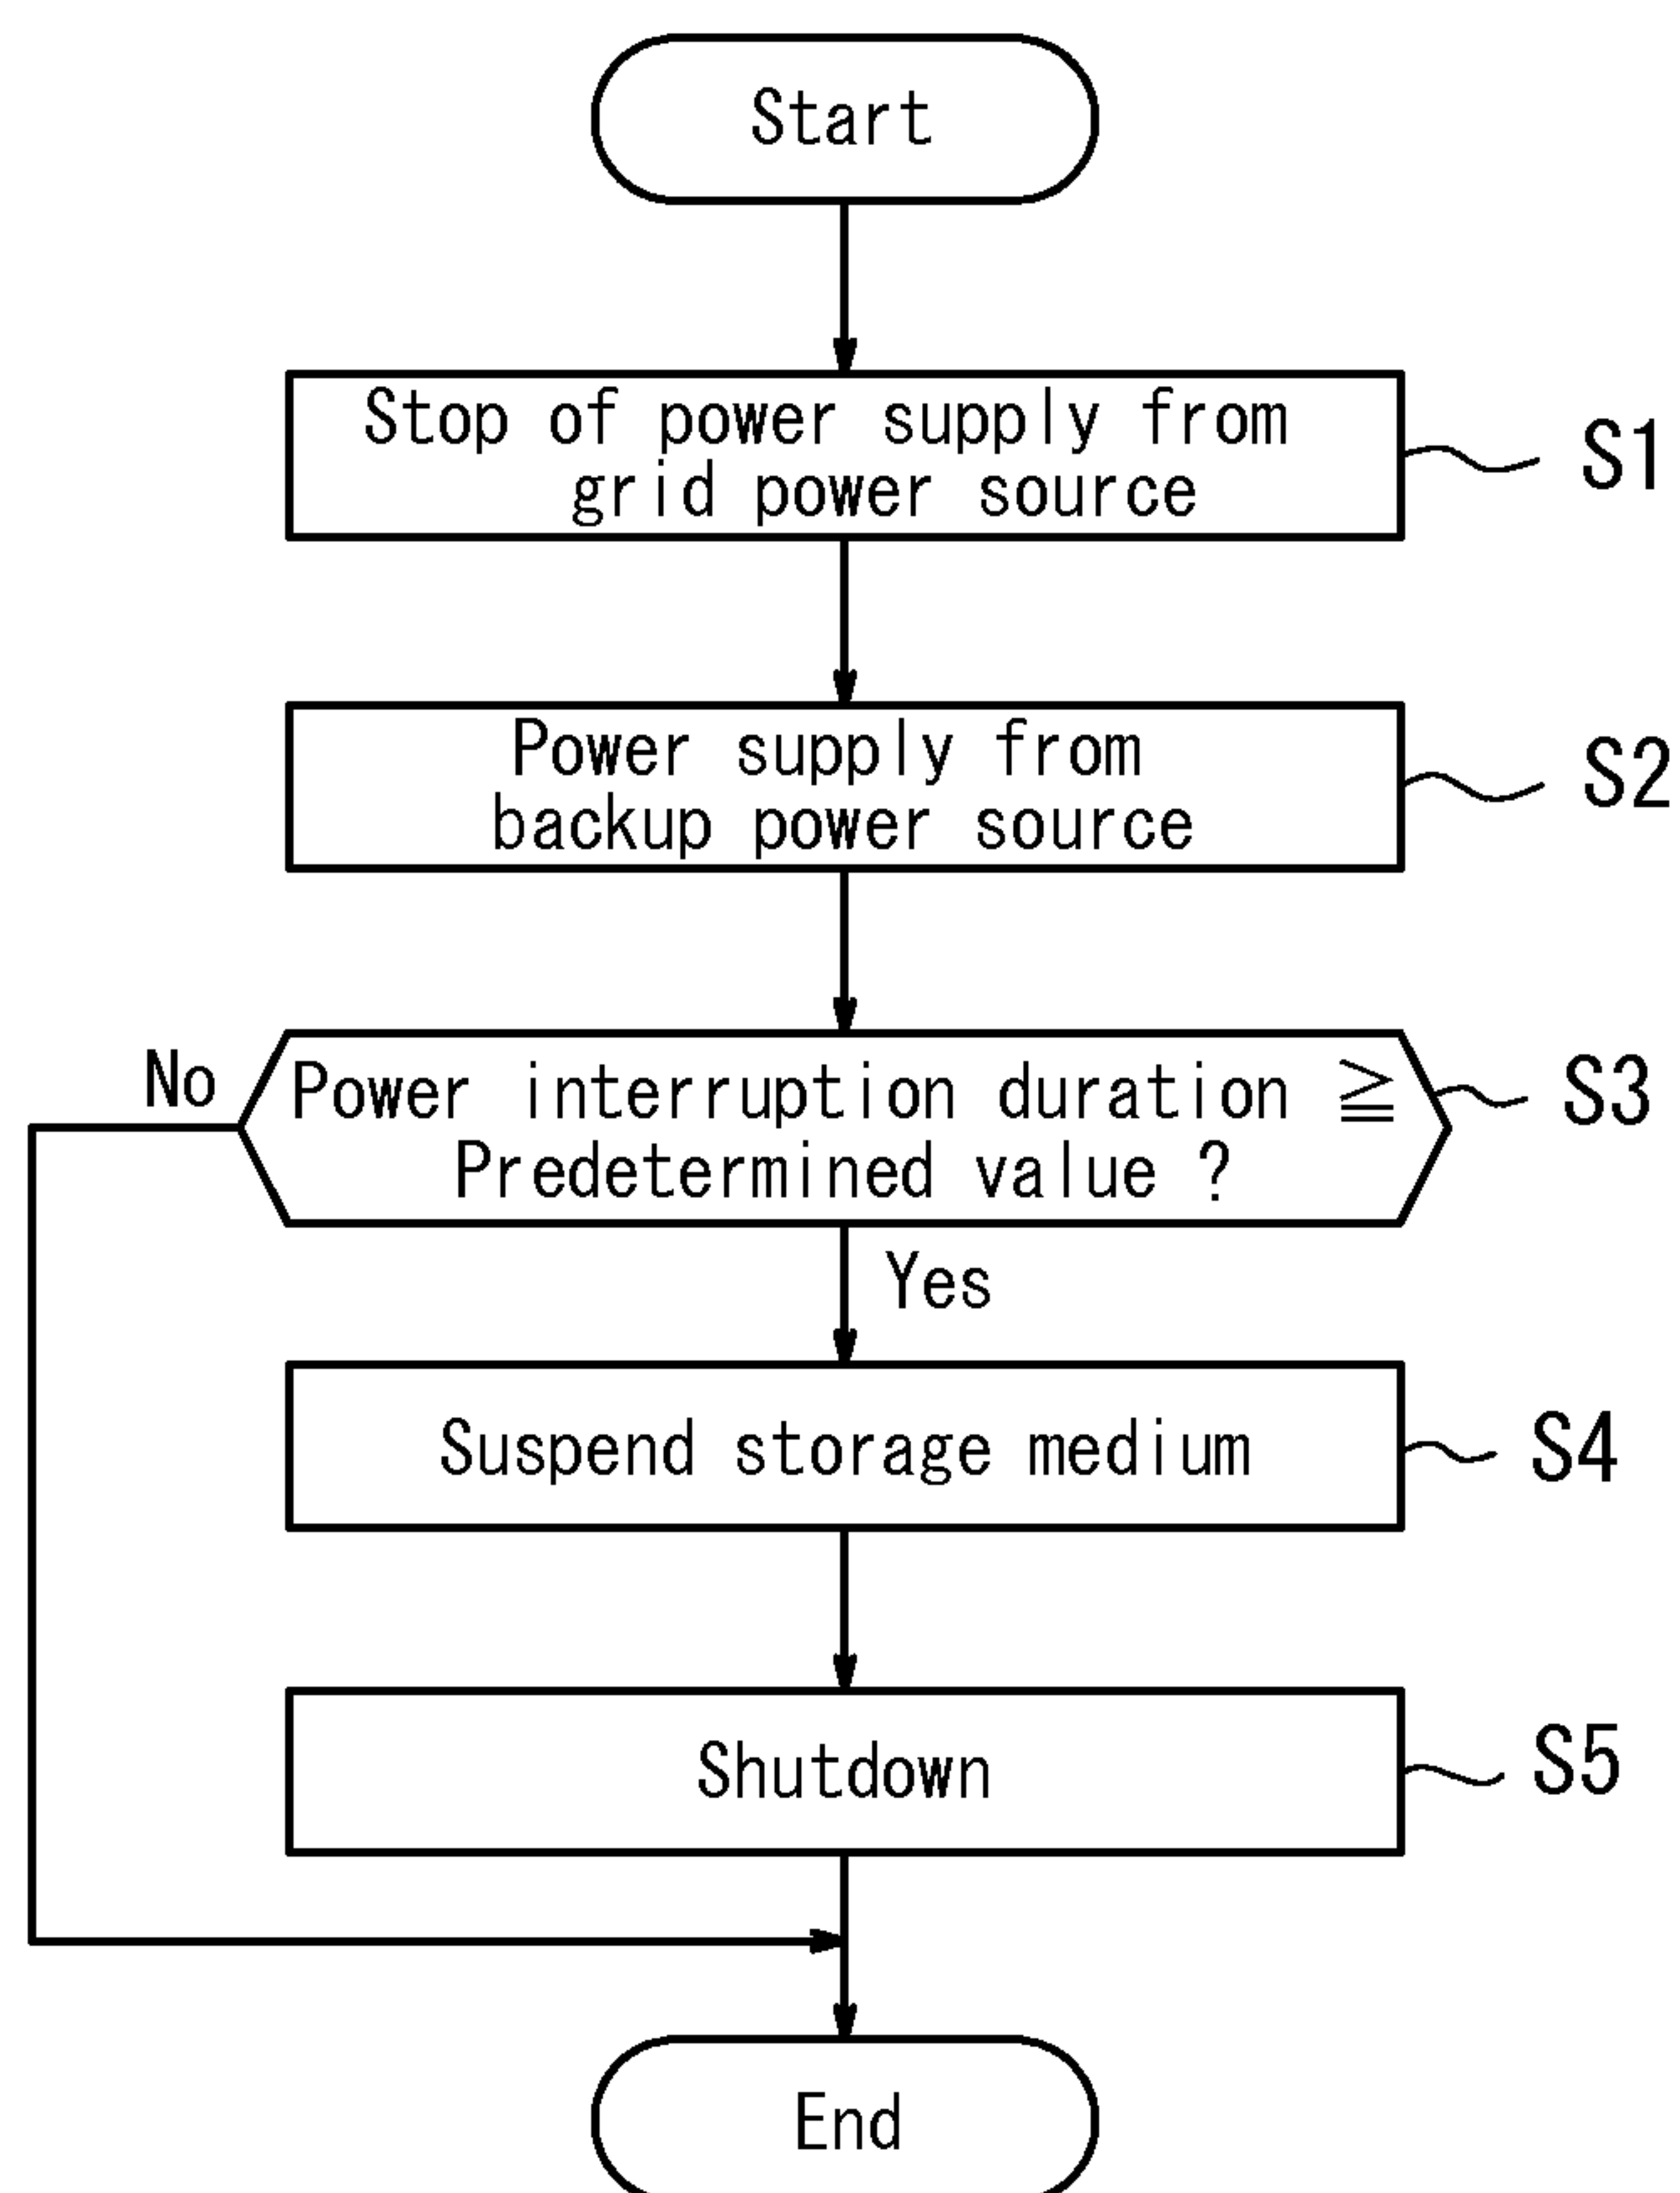 Start
Stop of power supply from
grid power source
S1
Power supply from
backup power source
S2
No
Power interruption duration ≧
Predetermined value ?
S3
Yes
Suspend storage medium
S4
Shutdown
S5
End